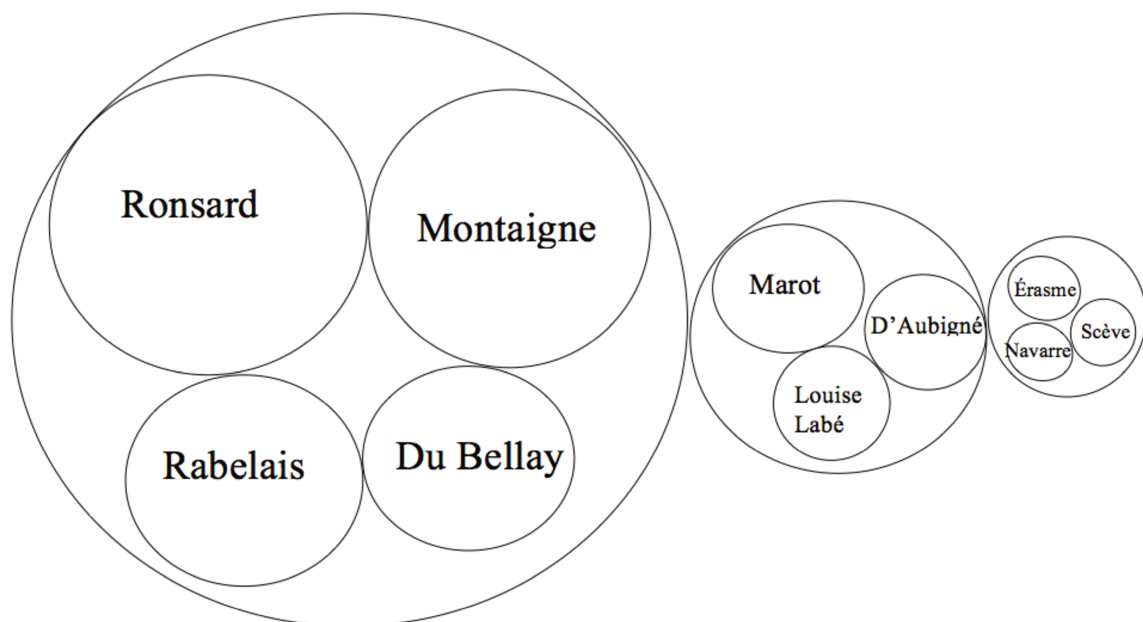 Ronsard
Montaigne
Rabelais
Du Bellay
Marot
D’Aubigné
Louise
Labé
Érasme
Scève
Navarre